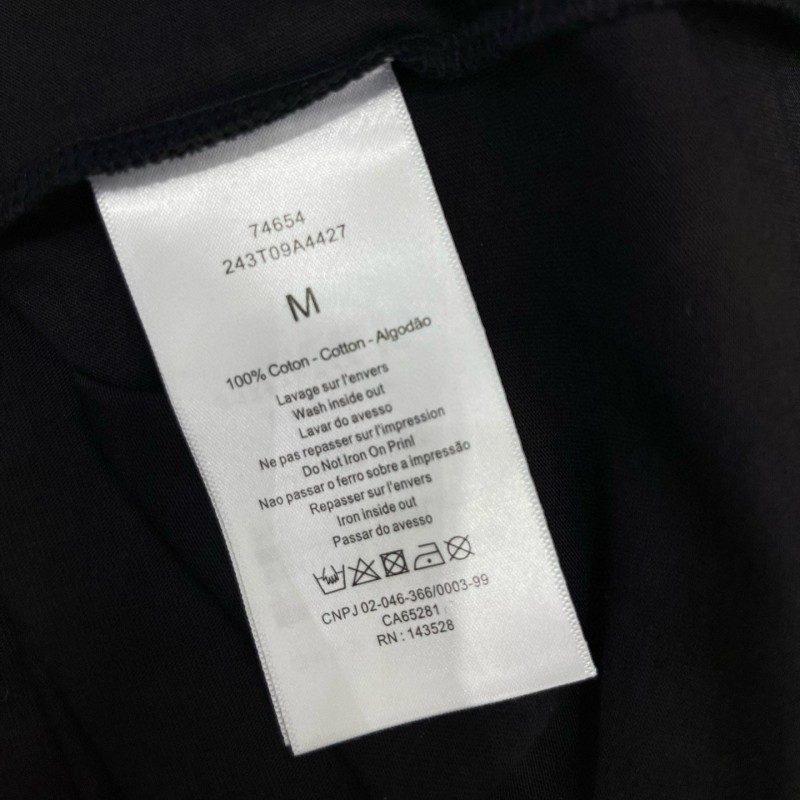 74654
243T09A4427
M
100% Coton - Cotton - Algodão
Lavage sur l'envers
Wash inside out
Lavar do avesso
Ne pas repasser sur l'impression
Do Not Iron On Prinl
Nao passar o ferro sobre a impressão
Repasser sur l'envers
Iron inside out
Passar do avesso
CNPJ 02-046-366/0003-99
CA65281
RN : 143528